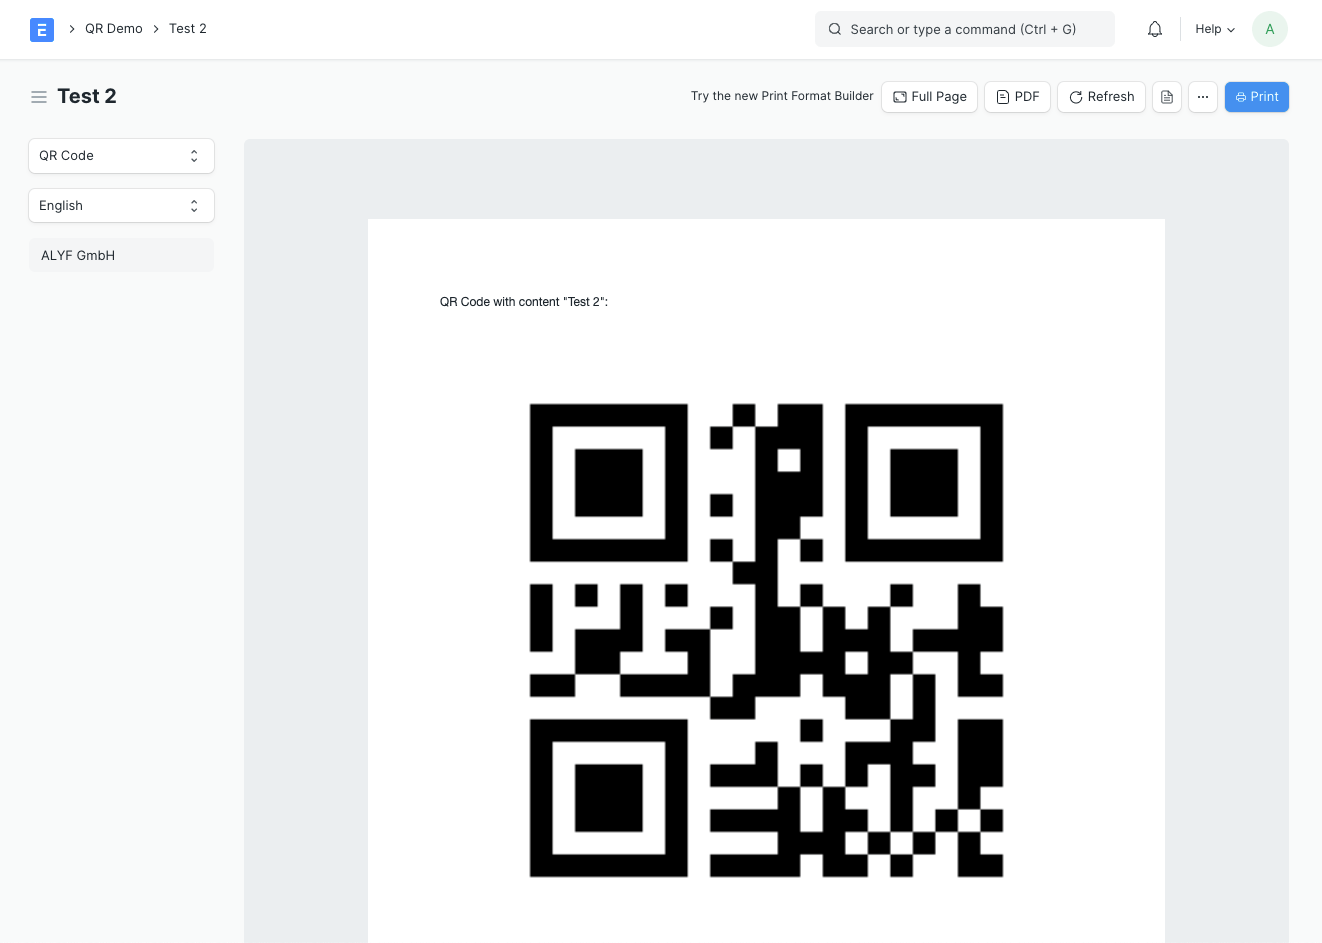 E QR Demo Test 2
Search or type a command (Ctrl + G)
Help
A
Test 2
Try the new Print Format Builder
Full Page
PDF
Refresh
Print
QR Code
English
ALYF GmbH
QR Code with content "Test 2":